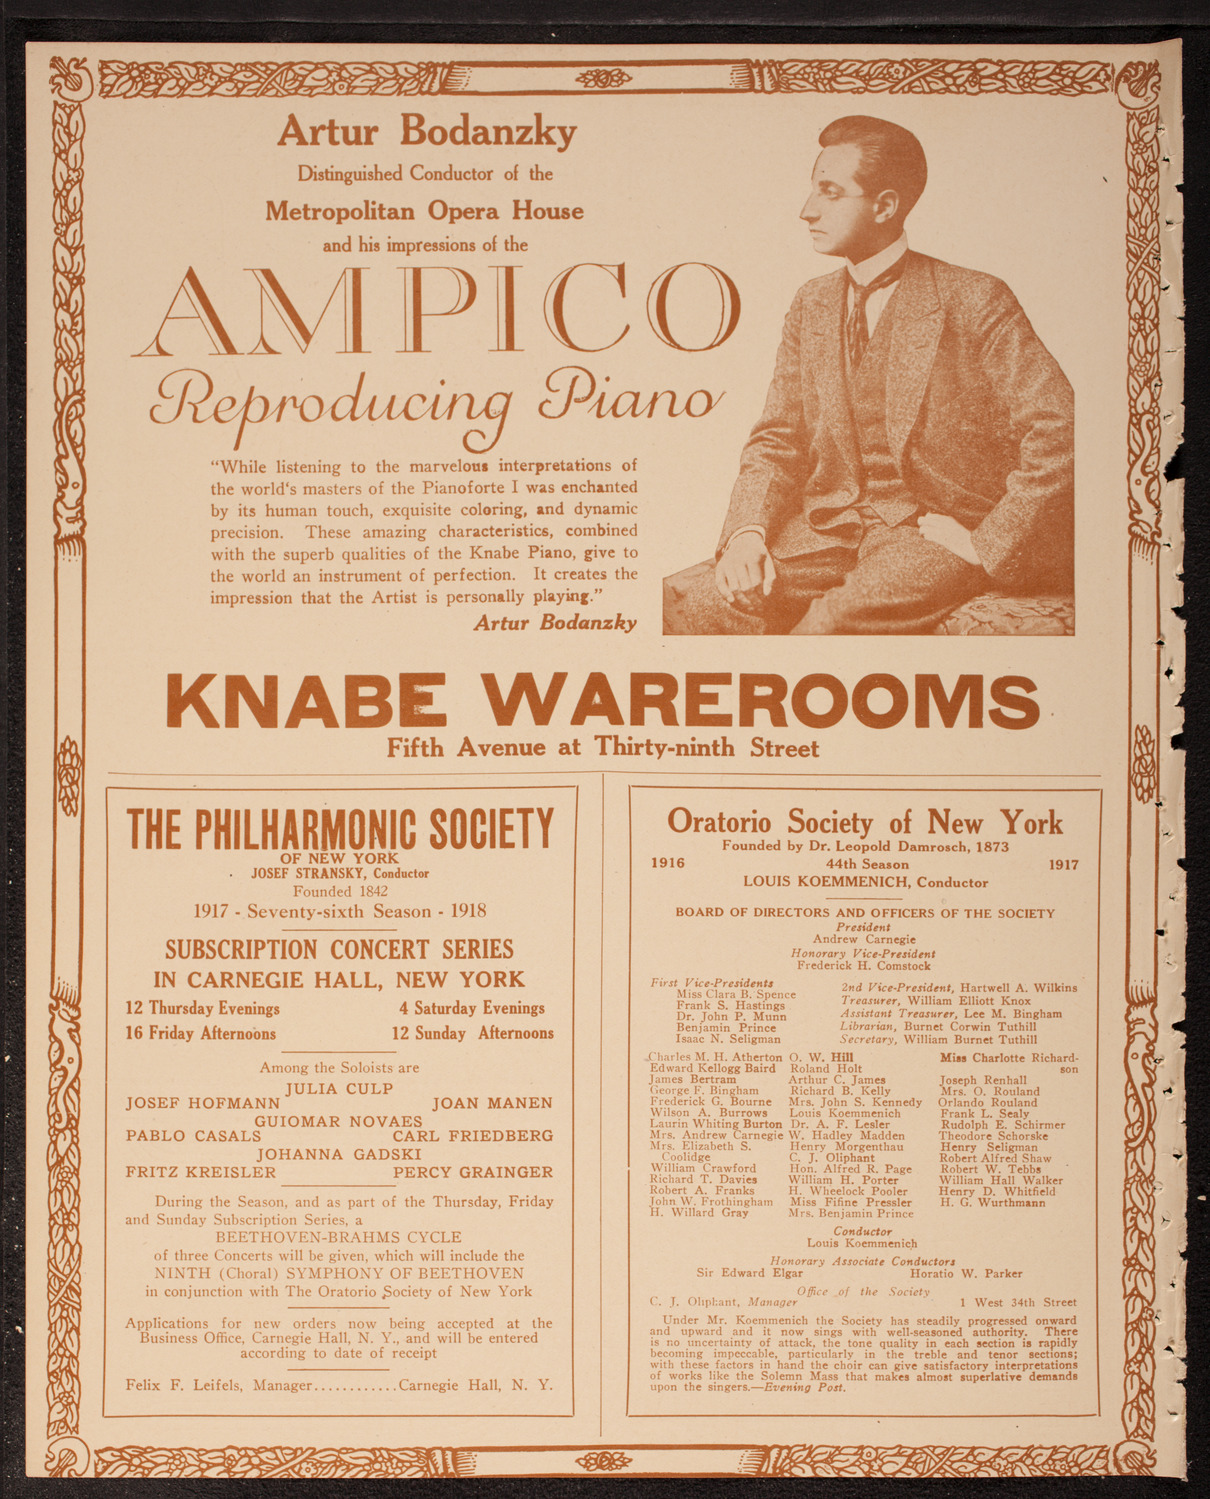 Artur Bodanzky
Distinguished Conductor of the
Metropolitan Opera House
and his impressions of the
AMPICO
Reproducing Piano
“While listening to the marvelous interpretations of
the world‘s masters of the Pianoforte I was enchanted
by its human touch, exquisite coloring, and dynamic
precision. These amazing characteristics, combined
with the superb qualities of the Knabe Piano, give to
the world an instrument of perfection. It creates the
impression that the Artist is personally playing.”
Artur Bodanzky
KNABE WAREROOMS
Fifth Avenue at Thirty-ninth Street
THE PHILHARMONIC SOCIETY
OF NEW YORK
JOSEF STRANSKY, Conductor
Founded 1842
1917 - Seventy-sixth Season - 1918
SUBSCRIPTION CONCERT SERIES
IN CARNEGIE HALL, NEW YORK
12 Thursday Evenings 4 Saturday Evenings
16 Friday Afternoons 12 Sunday Afternoons
Among the Soloists are
JULIA CULP
JOSEF HOFMANN JOAN MANEN
GUIOMAR NOVAES
PABLO CASALS CARL FRIEDBERG
JOHANNA GADSKI
FRITZ KREISLER PERCY GRAINGER
During the Season, and as part of the Thursday, Friday
and Sunday Subscription Series, a
BEETHOVEN-BRAHMS CYCLE
of three Concerts will be given, which will include the
NINTH (Choral) SYMPHONY OF BEETHOVEN
in conjunction with The Oratorio Society of New York
Applications for new orders now being accepted at the
Business Office, Carnegie Hall, N. Y., and will be entered
according to date of receipt
Felix F. Leifels, Manager............Carnegie Hall, N. Y.
Oratorio Society of New York
Founded by Dr. Leopold Damrosch, 1873
1916 44th Season 1917
LOUIS KOEMMENICH, Conductor
BOARD OF DIRECTORS AND OFFICERS OF THE SOCIETY
President
Andrew Carnegie
Honorary Vice-President
Frederick H. Comstock
First Vice-Presidents
Miss Clara B. Spence
Frank S. Hastings
Dr. John P. Munn
Benjamin Prince
Isaac N. Seligman
2nd Vice-President, Hartwell A. Wilkins
Treasurer, William Elliott Knox
Assistant Treasurer, Lee M. Bingham
Librarian, Burnet Corwin Tuthill
Secretary, William Burnet Tuthill
Charles M. H. Atherton
Edward Kellogg Baird
James Bertram
George F. Bingham
Frederick G. Bourne
Wilson A. Burrows
Laurin Whiting Burton
Mrs. Andrew Carnegie
Mrs. Elizabeth S.
Coolidge
William Crawford
Richard T. Davies
Robert A. Franks
John W. Frothingham
H. Willard Gray
O. W. Hill
Roland Holt
Arthur C. James
Richard B. Kelly
Mrs. John S. Kennedy
Louis Koemmenich
Dr. A. F. Lesler
W. Hadley Madden
Henry Morgenthau
C. J. Oliphant
Hon. Alfred R. Page
William H. Porter
H. Wheelock Pooler
Miss Fifine Pressler
Mrs. Benjamin Prince
Miss Charlotte Richard-
son
Joseph Renhall
Mrs. O. Rouland
Orlando Rouland
Frank L. Sealy
Rudolph E. Schirmer
Theodore Schorske
Henry Seligman
Robert Alfred Shaw
Robert W. Tebbs
William Hall Walker
Henry D. Whitfield
H. G. Wurthmann
Conductor
Louis Koemmenich
Honorary Associate Conductors
Sir Edward Elgar Horatio W. Parker
Office of the Society
C. J. Oliphant, Manager 1 West 34th Street
Under Mr. Koemmenich the Society has steadily progressed onward
and upward and it now sings with well-seasoned authority. There
is no uncertainty of attack, the tone quality in each section is rapidly
becoming impeccable, particularly in the treble and tenor sections;
with these factors in hand the choir can give satisfactory interpretations
of works like the Solemn Mass that makes almost superlative demands
upon the singers.—Evening Post.